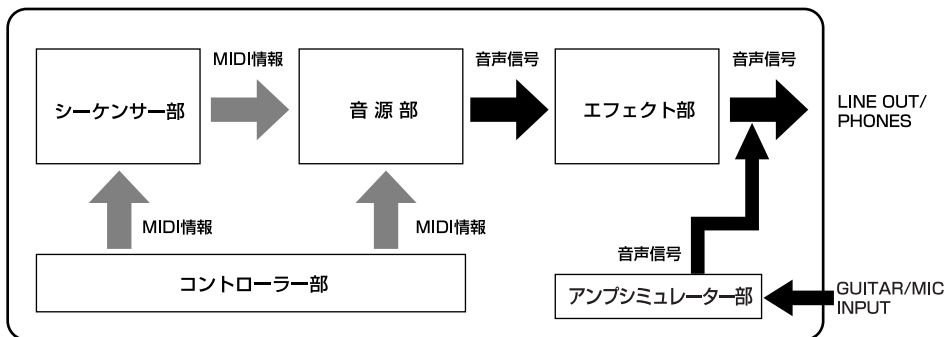 MIDI情報
音声信号
音声信号
シーケンサー部
音 源 部
エフェクト部
LINE OUT/
PHONES
MIDI情報
MIDI情報
音声信号
コントローラー部
アンプシミュレーター部
GUITAR/MIC
INPUT